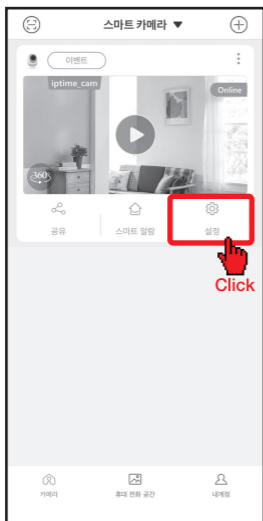 스마트 카메라 ▼
이벤트
iptime_cam
Online
360°
공유
스마트 알람
설정
Click
카메라
휴대 전화 공간
내계정